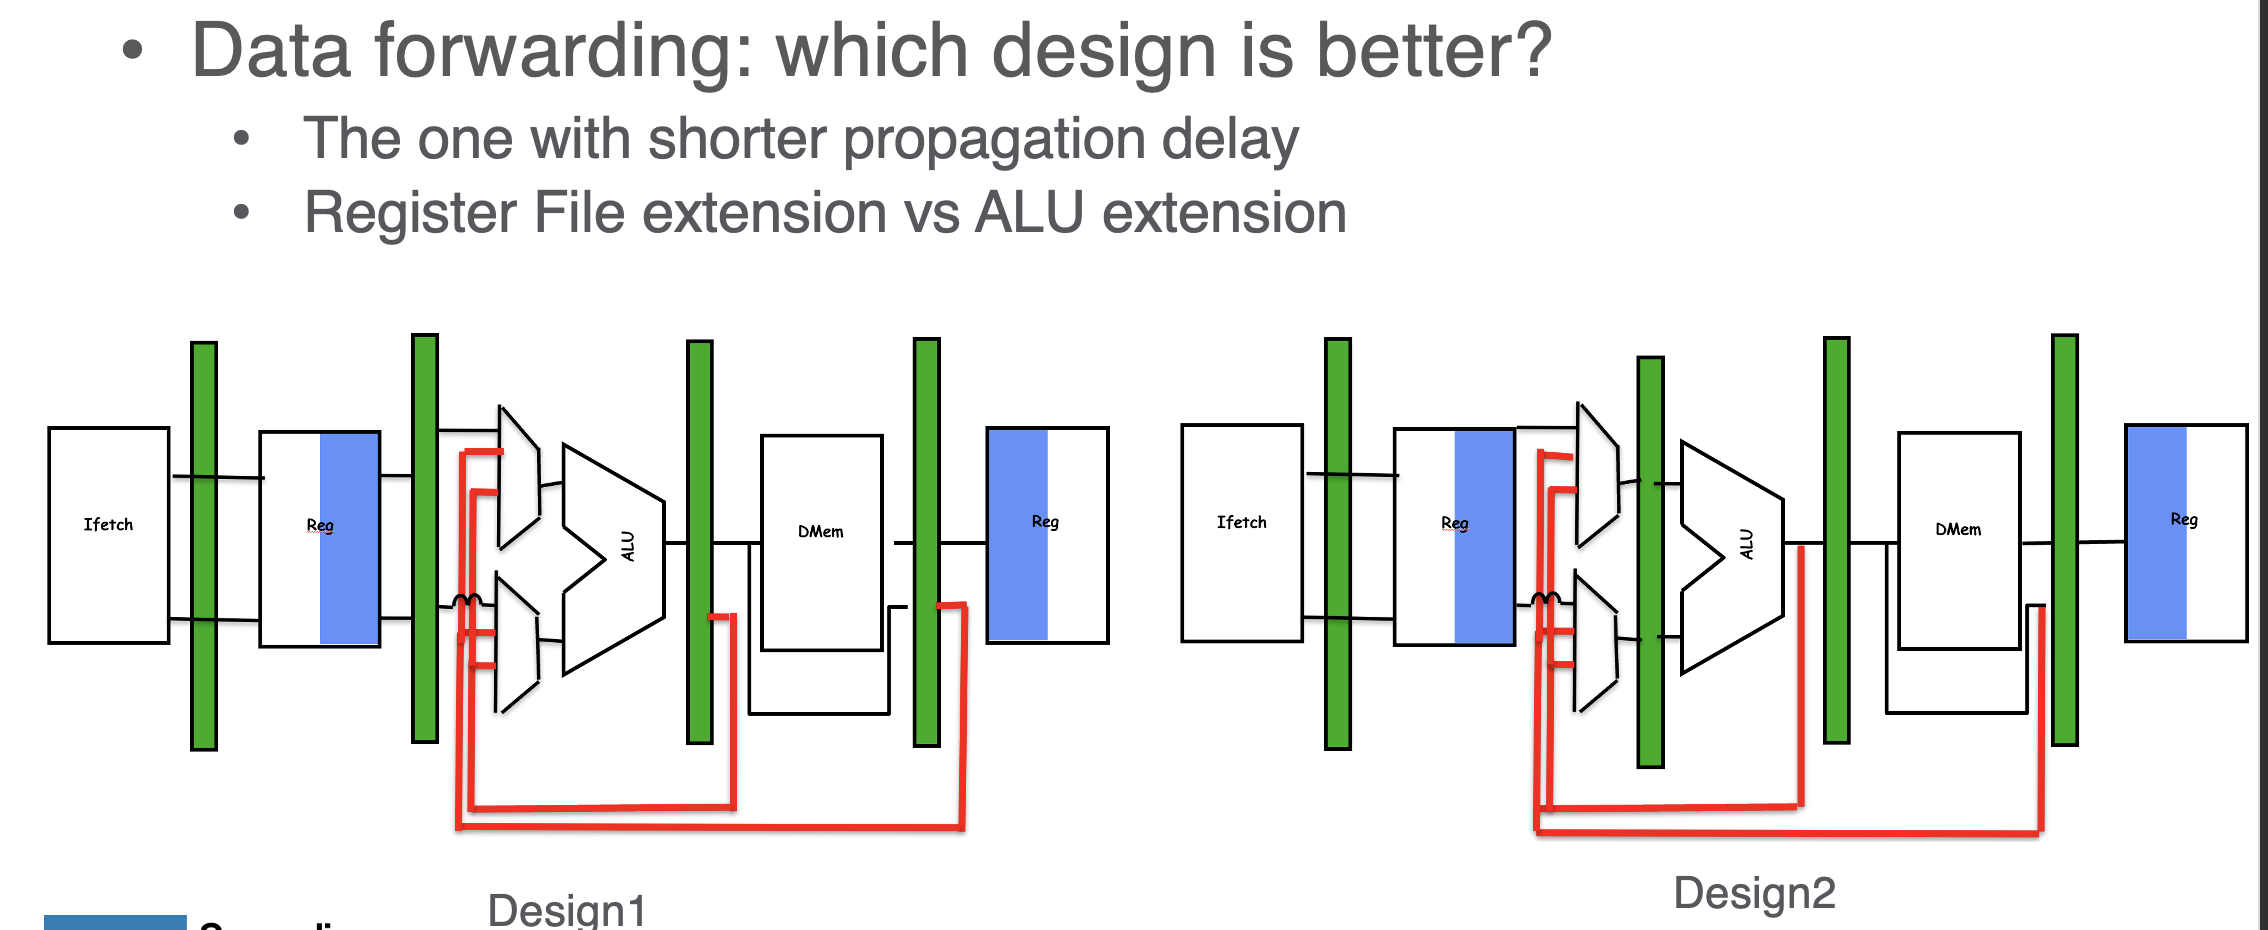 • Data forwarding: which design is better?
• The one with shorter propagation delay
• Register File extension vs ALU extension
Ifetch
Reg
ALU
DMem
Reg
Design1
Ifetch
Reg
ALU
DMem
Reg
Design2